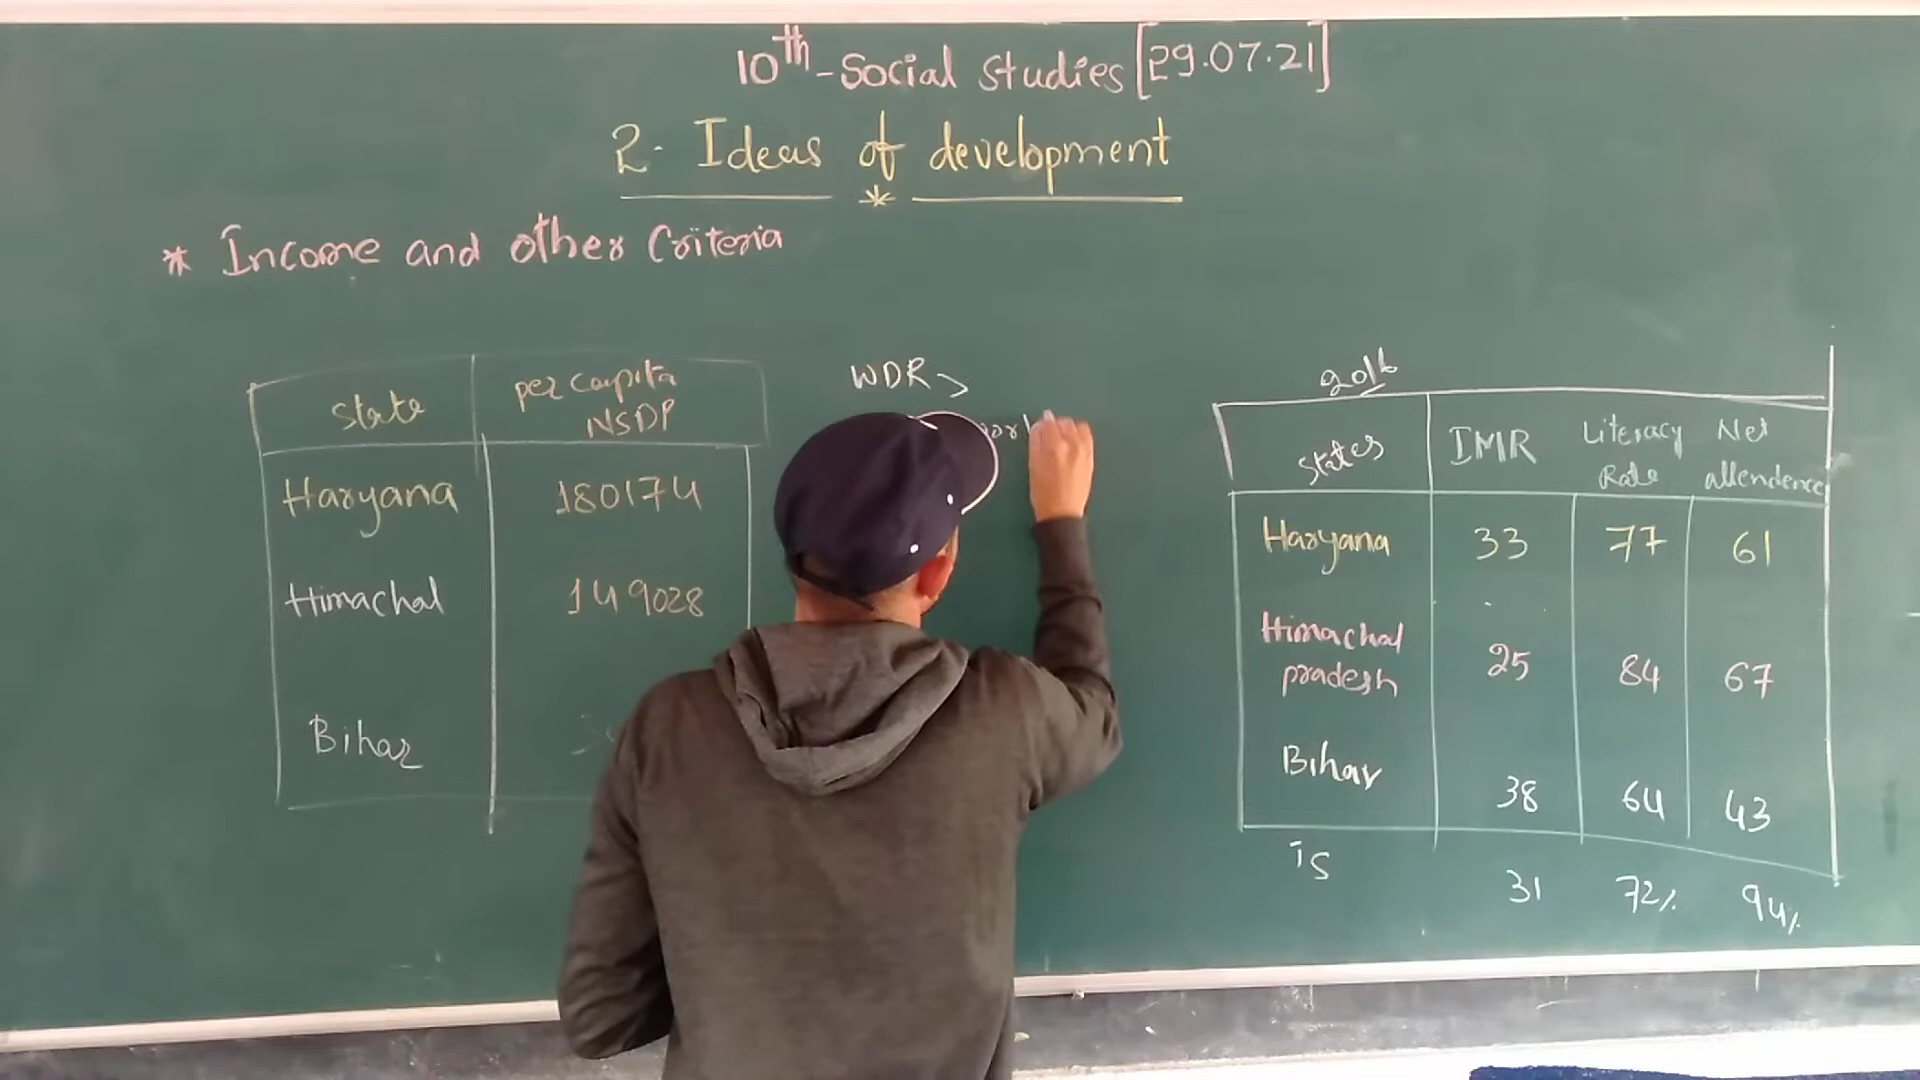 10th - Social Studies [29.07.21]
2. Ideas of development
*
* Income and other Criteria
State per capita NSDP
Haryana 180174
Himachal 149028
Bihar
WDR >
2016
States IMR Literacy Rate Net attendence
Haryana 33 77 61
Himachal pradesh 25 84 67
Bihar 38 64 43
is 31 72% 94%